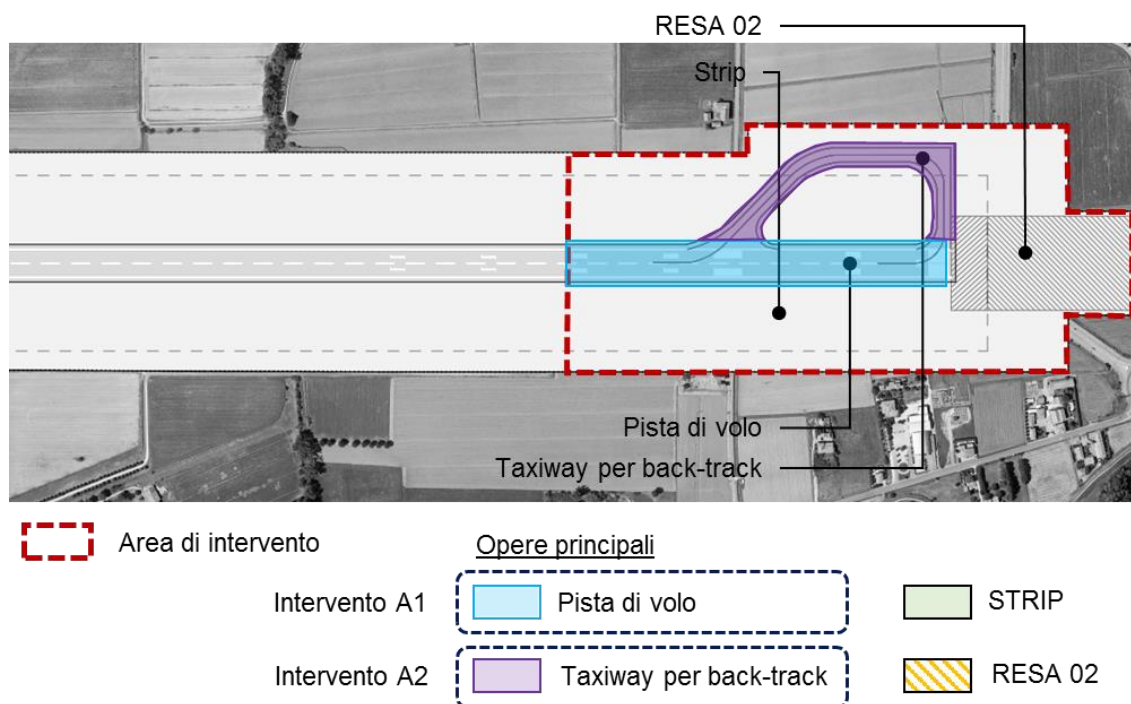 RESA 02
Strip
Pista di volo
Taxiway per back-track
Area di intervento
Opere principali
Intervento A1
Pista di volo
STRIP
Intervento A2
Taxiway per back-track
RESA 02